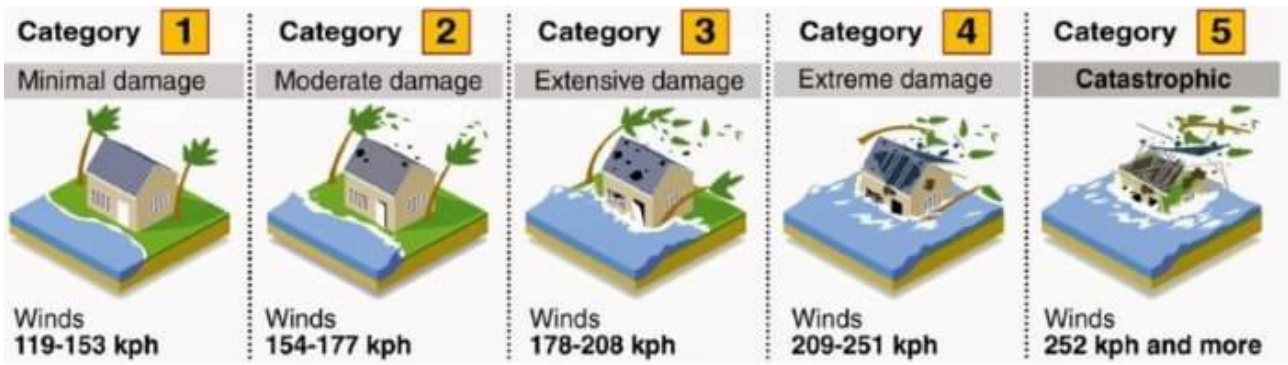 Category 1
Minimal damage
Winds
119-153 kph
Category 2
Moderate damage
Winds
154-177 kph
Category 3
Extensive damage
Winds
178-208 kph
Category 4
Extreme damage
Winds
209-251 kph
Category 5
Catastrophic
Winds
252 kph and more